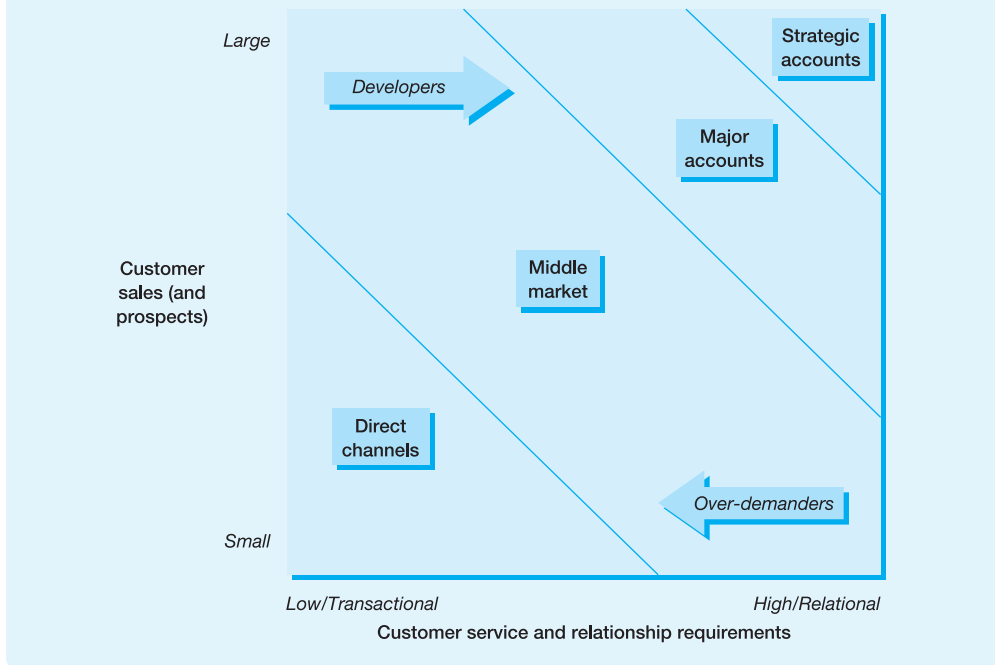 Large
Strategic
accounts
Developers
Major
accounts
Customer
sales (and
prospects)
Middle
market
Direct
channels
Over-demanders
Small
Low/Transactional
High/Relational
Customer service and relationship requirements